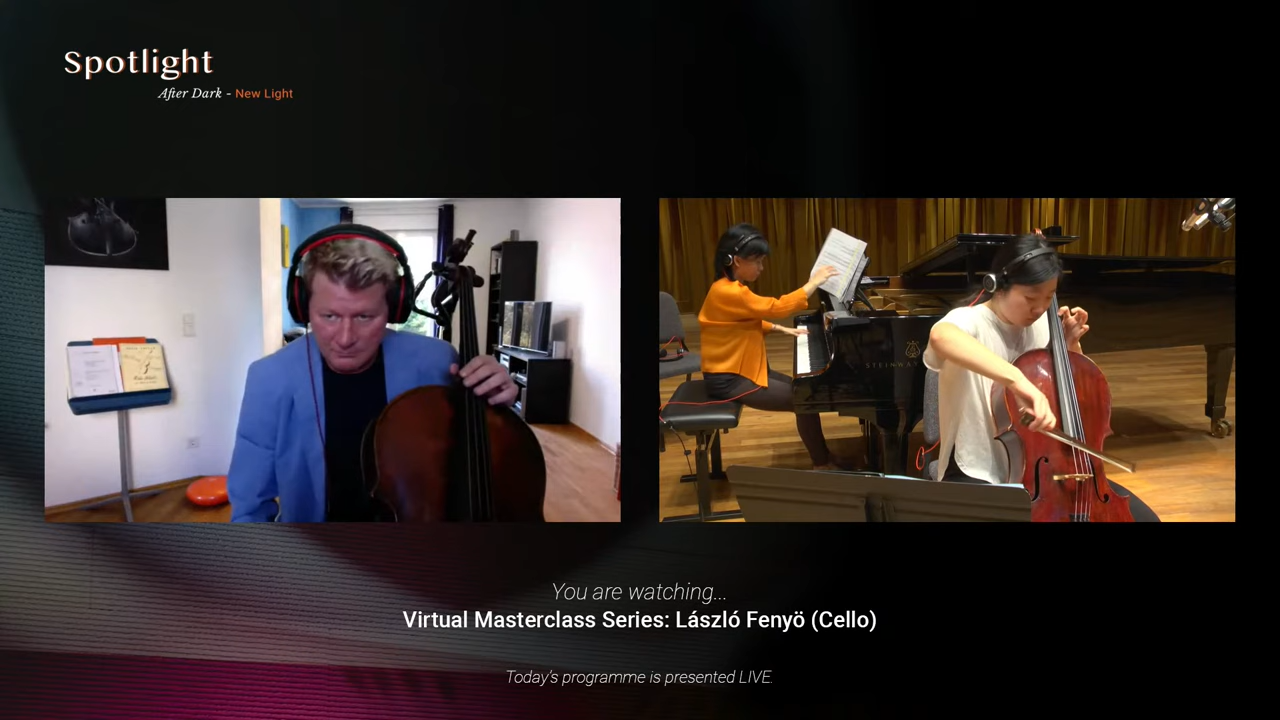 Spotlight
After Dark - New Light
STEINWAY
You are watching...
Virtual Masterclass Series: László Fenyö (Cello)
Today's programme is presented LIVE.